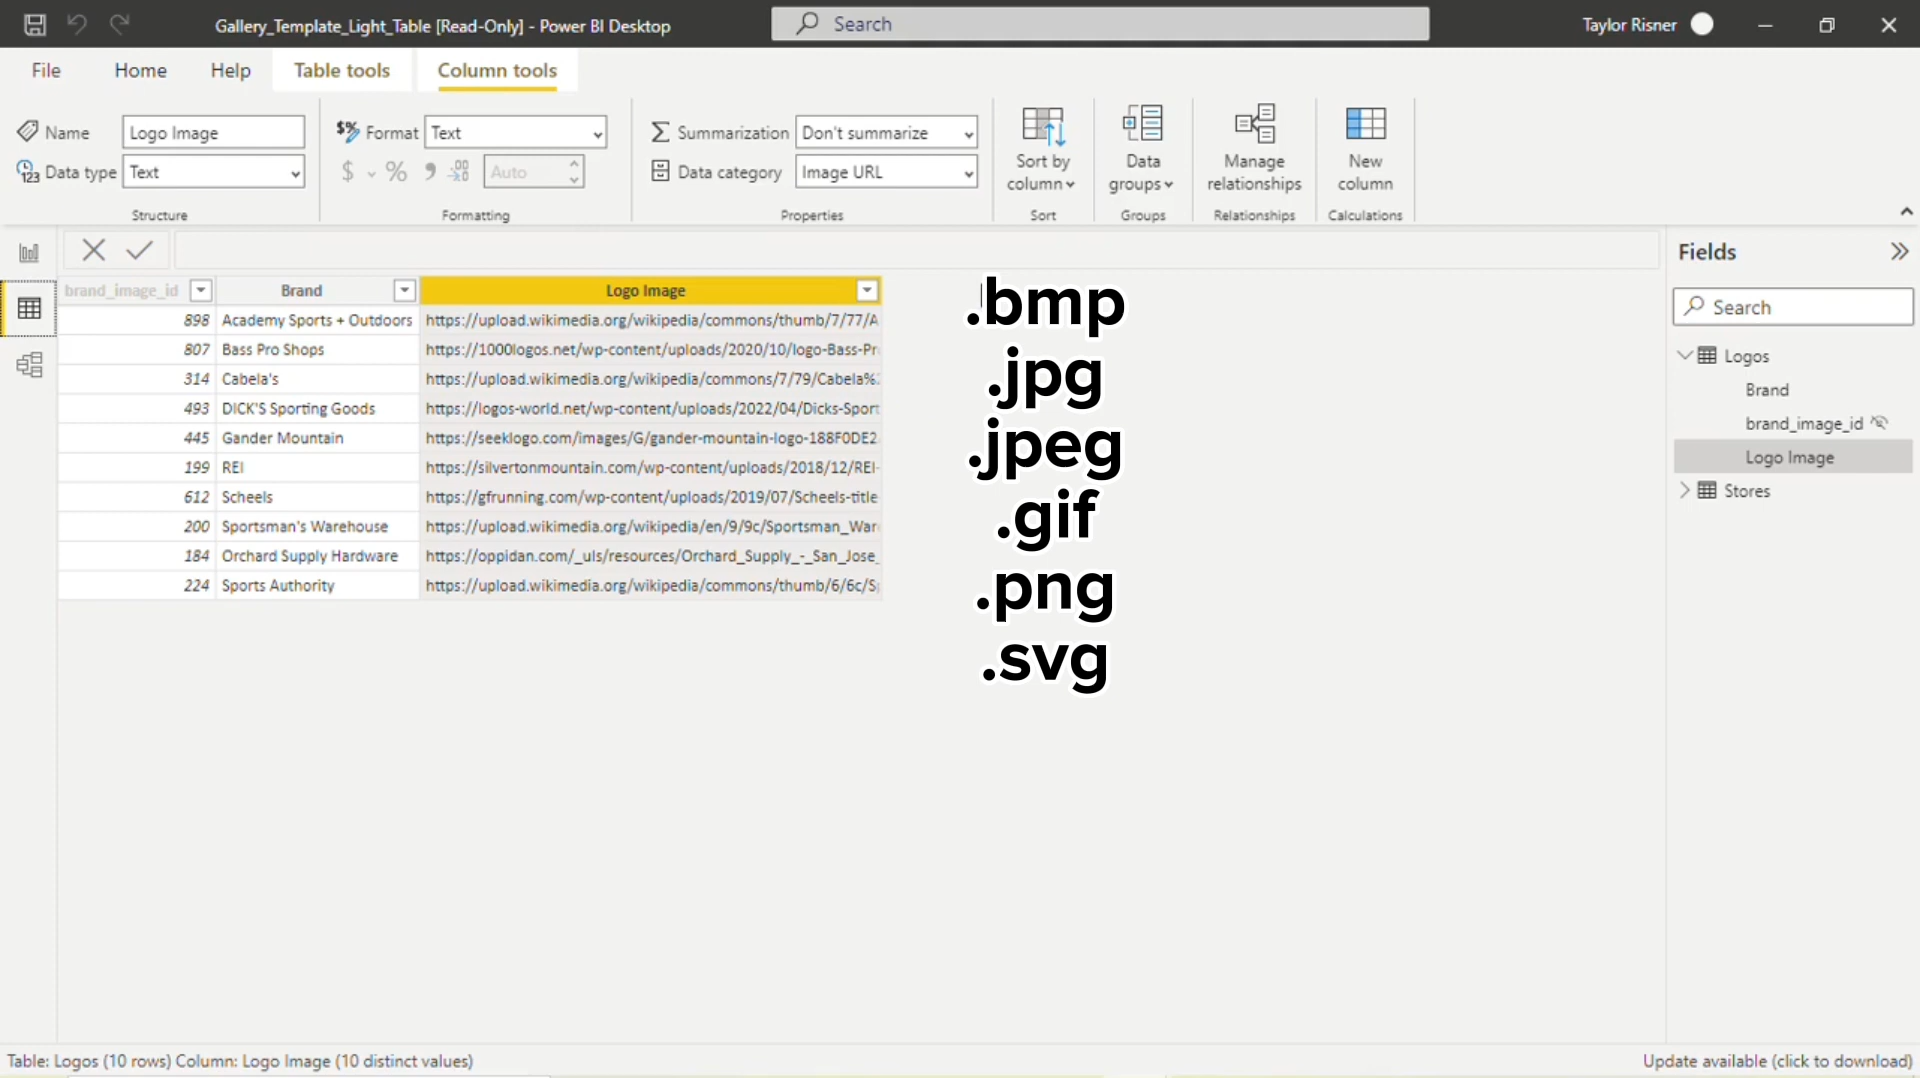 Gallery_Template_Light_Table [Read-Only] - Power BI Desktop
Search
Taylor Risner
File
Home
Help
Table tools
Column tools
Name
Logo Image
Format
Text
Summarization
Don't summarize
Data type
Text
$ % 9 .00
Auto
Data category
Image URL
Sort by
column
Data
groups
Manage
relationships
New
column
Structure
Formatting
Properties
Sort
Groups
Relationships
Calculations
Fields
Search
Logos
Brand
brand_image_id
Logo Image
Stores
brand_image_id Brand Logo Image
898 Academy Sports + Outdoors https://upload.wikimedia.org/wikipedia/commons/thumb/7/77/A
807 Bass Pro Shops https://1000logos.net/wp-content/uploads/2020/10/logo-Bass-Pr
314 Cabela's https://upload.wikimedia.org/wikipedia/commons/7/79/Cabela%
493 DICK'S Sporting Goods https://logos-world.net/wp-content/uploads/2022/04/Dicks-Sport
445 Gander Mountain https://seeklogo.com/images/G/gander-mountain-logo-188F0DE2
199 REI https://silvertonmountain.com/wp-content/uploads/2018/12/REI-
612 Scheels https://gfrunning.com/wp-content/uploads/2019/07/Scheels-title
200 Sportsman's Warehouse https://upload.wikimedia.org/wikipedia/en/9/9c/Sportsman_War
184 Orchard Supply Hardware https://oppidan.com/_uls/resources/Orchard_Supply_-_San_Jose_
224 Sports Authority https://upload.wikimedia.org/wikipedia/commons/thumb/6/6c/Sp
.bmp
.jpg
.jpeg
.gif
.png
.svg
Table: Logos (10 rows) Column: Logo Image (10 distinct values)
Update available (click to download)